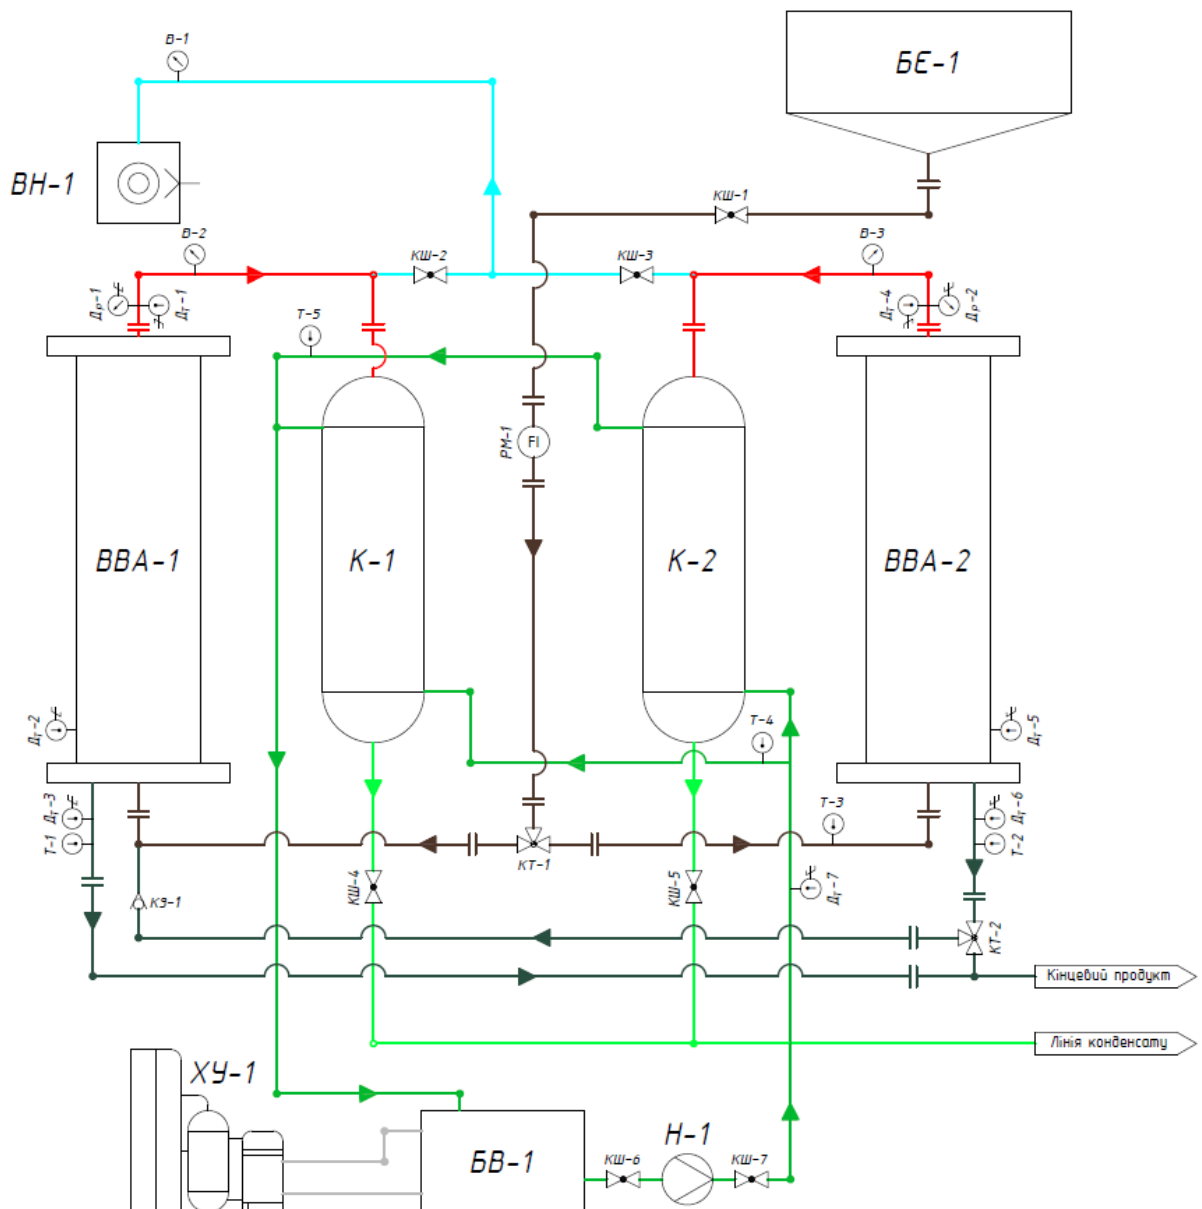 В-1
БЕ-1
ВН-1
КШ-1
В-2
КШ-2
КШ-3
В-3
Др-1
Дт-1
Т-5
Дт-4
Др-2
РМ-1
FI
ВВА-1
К-1
К-2
ВВА-2
Дт-2
Т-4
Дт-5
Дт-3
Т-1
Т-3
Дт-6
Т-2
КТ-1
КЗ-1
КШ-4
КШ-5
Дт-7
КТ-2
Кінцевий продукт
Лінія конденсату
ХУ-1
БВ-1
КШ-6
Н-1
КШ-7